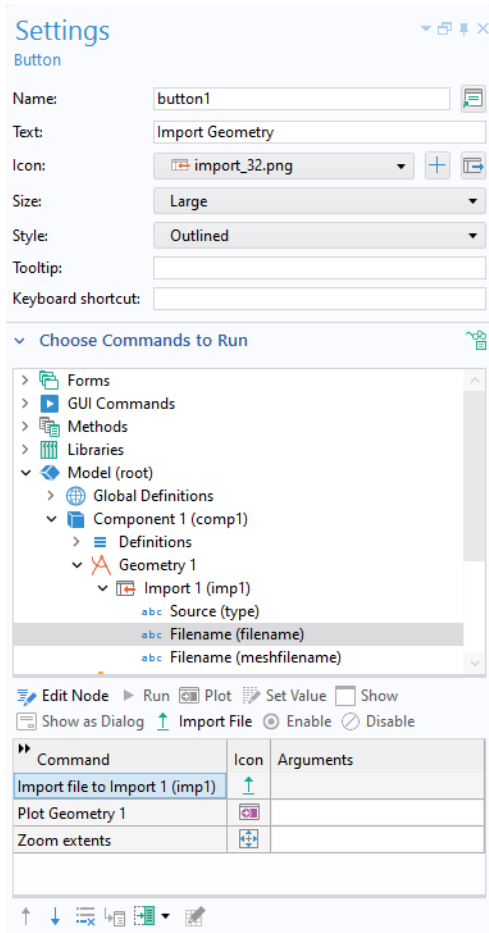 Settings
Button
Name: button1
Text: Import Geometry
Icon: import_32.png
Size: Large
Style: Outlined
Tooltip:
Keyboard shortcut:
Choose Commands to Run
Forms
GUI Commands
Methods
Libraries
Model (root)
Global Definitions
Component 1 (comp1)
Definitions
Geometry 1
Import 1 (imp1)
abc Source (type)
abc Filename (filename)
abc Filename (meshfilename)
Edit Node Run Plot Set Value Show
Show as Dialog Import File Enable Disable
Command Icon Arguments
Import file to Import 1 (imp1)
Plot Geometry 1
Zoom extents